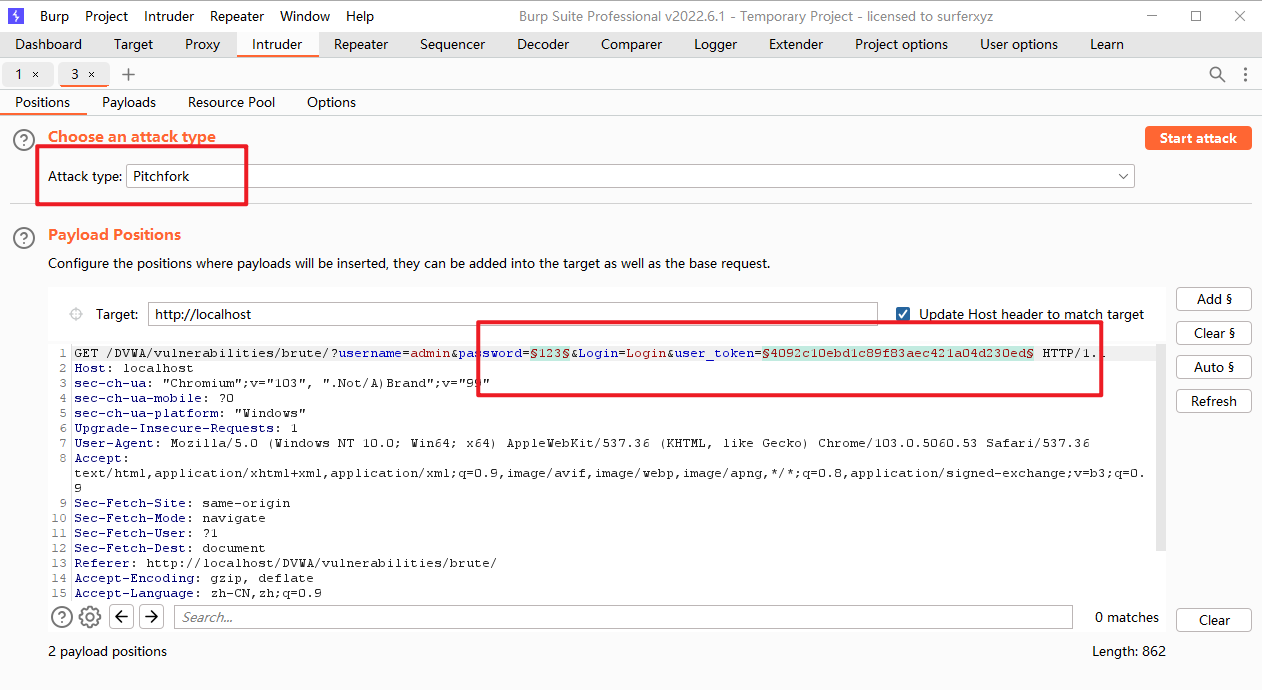 Burp Project Intruder Repeater Window Help Burp Suite Professional v2022.6.1 - Temporary Project - licensed to surferxyz
Dashboard Target Proxy Intruder Repeater Sequencer Decoder Comparer Logger Extender Project options User options Learn
1 × 3 × +
Positions Payloads Resource Pool Options
? Choose an attack type Start attack
Attack type: Pitchfork
? Payload Positions
Configure the positions where payloads will be inserted, they can be added into the target as well as the base request.
Target: http://localhost Update Host header to match target Add §
Clear §
Auto §
Refresh
1 GET /DVWA/vulnerabilities/brute/?username=admin&password=§123§&Login=Login&user_token=§4092c10ebd1c89f83aec421a04d230ed§ HTTP/1.1
2 Host: localhost
3 sec-ch-ua: "Chromium";v="103", ".Not/A)Brand";v="99"
4 sec-ch-ua-mobile: ?0
5 sec-ch-ua-platform: "Windows"
6 Upgrade-Insecure-Requests: 1
7 User-Agent: Mozilla/5.0 (Windows NT 10.0; Win64; x64) AppleWebKit/537.36 (KHTML, like Gecko) Chrome/103.0.5060.53 Safari/537.36
8 Accept:
text/html,application/xhtml+xml,application/xml;q=0.9,image/avif,image/webp,image/apng,*/*;q=0.8,application/signed-exchange;v=b3;q=0.
9
9 Sec-Fetch-Site: same-origin
10 Sec-Fetch-Mode: navigate
11 Sec-Fetch-User: ?1
12 Sec-Fetch-Dest: document
13 Referer: http://localhost/DVWA/vulnerabilities/brute/
14 Accept-Encoding: gzip, deflate
15 Accept-Language: zh-CN,zh;q=0.9
? Search... 0 matches Clear
2 payload positions Length: 862